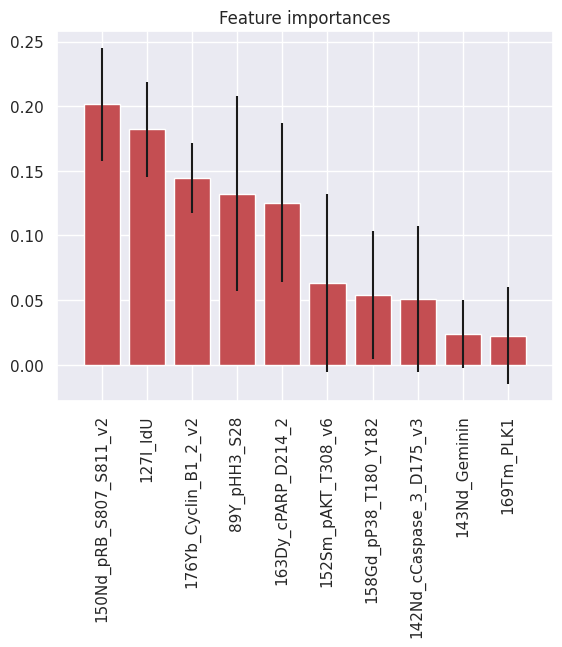 Feature importances
0.25
0.20
0.15
0.10
0.05
0.00
150Nd_pRB_S807_S811_v2
127I_IdU
176Yb_Cyclin_B1_2_v2
89Y_pHH3_S28
163Dy_cPARP_D214_2
152Sm_pAKT_T308_v6
158Gd_pP38_T180_Y182
142Nd_cCaspase_3_D175_v3
143Nd_Geminin
169Tm_PLK1